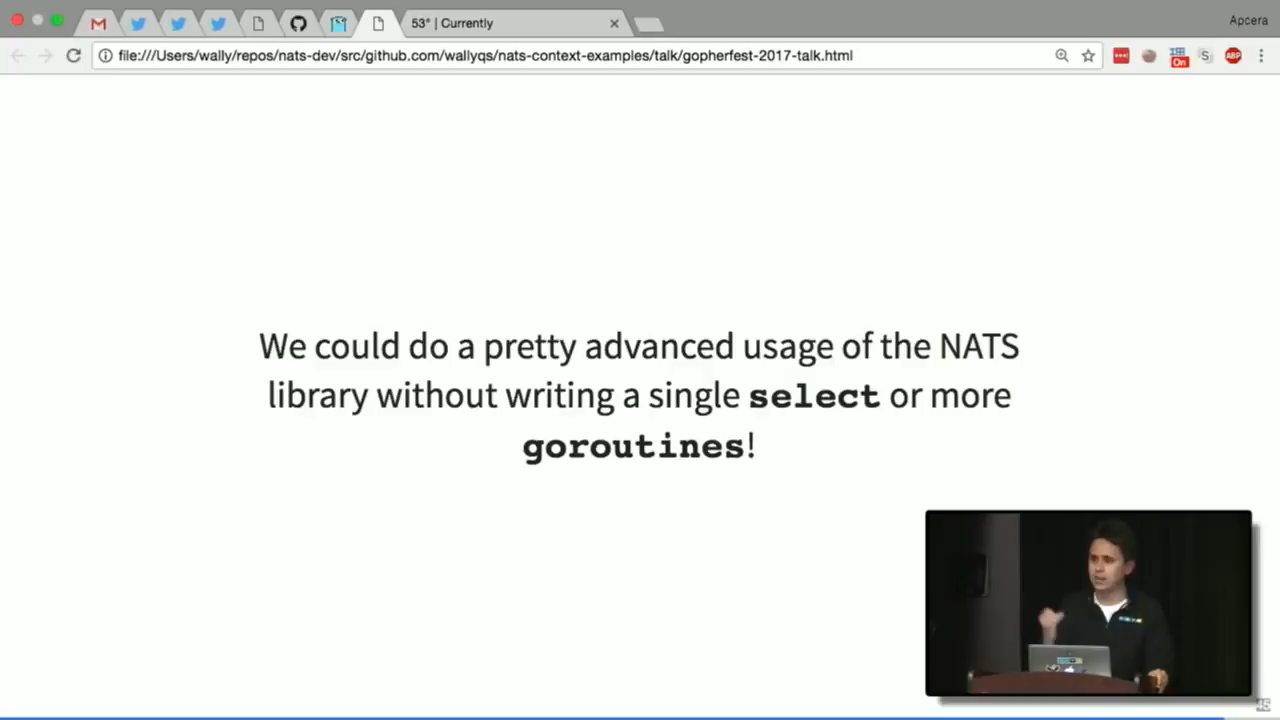 53° | Currently
Apcera
file:///Users/wally/repos/nats-dev/src/github.com/wallyqs/nats-context-examples/talk/gopherfest-2017-talk.html
On
S
ABP
We could do a pretty advanced usage of the NATS
library without writing a single select or more
goroutines!